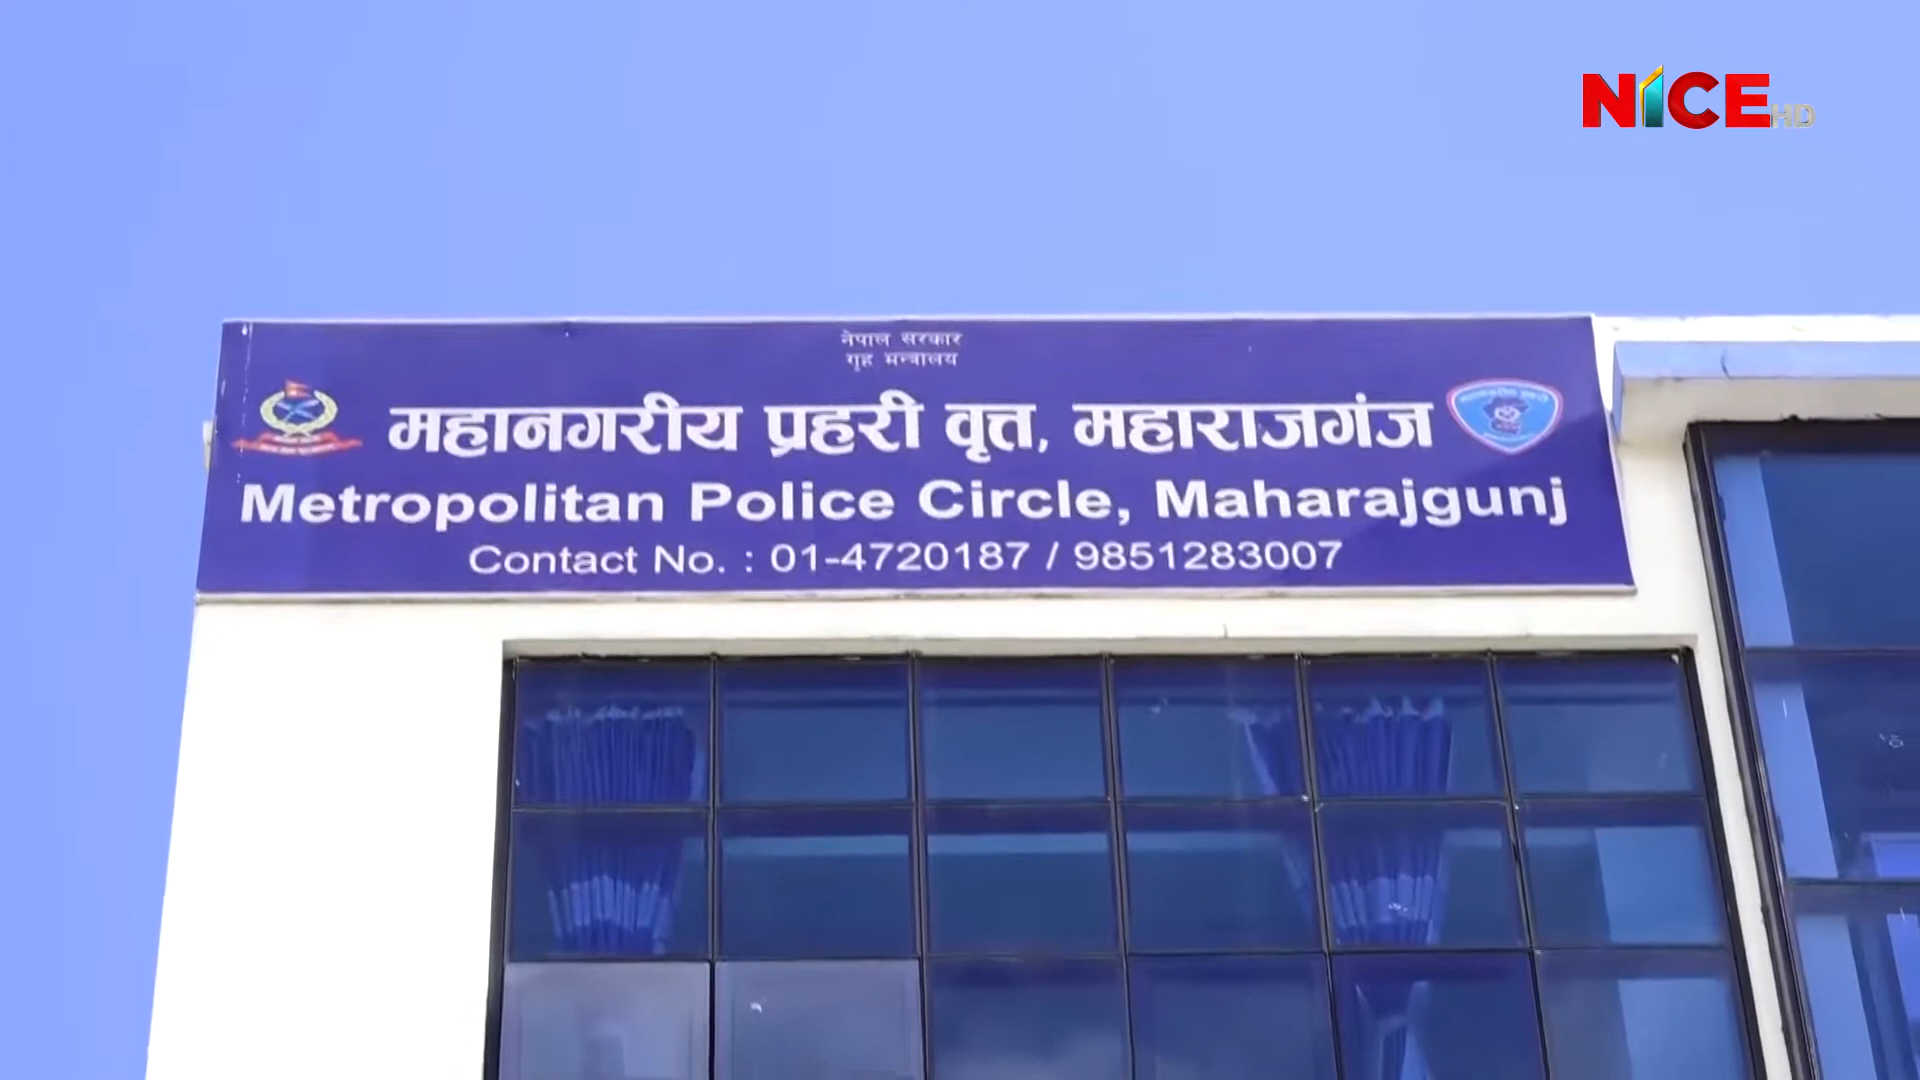 NICE HD
नेपाल सरकार
गृह मन्त्रालय
महानगरीय प्रहरी वृत्त, महाराजगंज
Metropolitan Police Circle, Maharajgunj
Contact No. : 01-4720187 / 9851283007